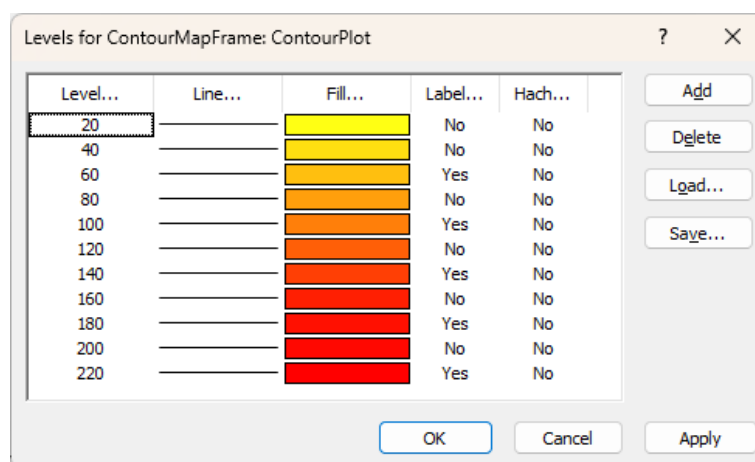 Levels for ContourMapFrame: ContourPlot ? X
Level... Line... Fill... Label... Hach... Add
20 No No
Delete
40 No No
60 Yes No
Load...
80 No No
100 Yes No
Save...
120 No No
140 Yes No
160 No No
180 Yes No
200 No No
220 Yes No
OK Cancel Apply